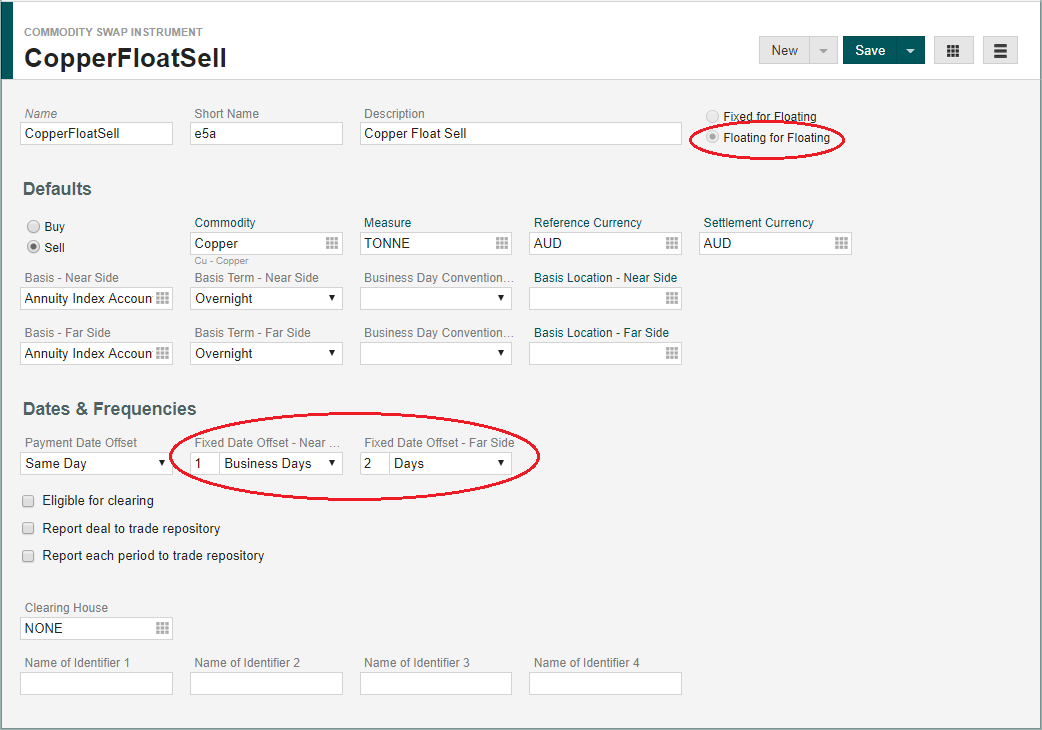 COMMODITY SWAP INSTRUMENT
CopperFloatSell
New Save
Name Short Name Description Fixed for Floating
CopperFloatSell e5a Copper Float Sell Floating for Floating
Defaults
Buy Commodity Measure Reference Currency Settlement Currency
Sell Copper TONNE AUD AUD
Cu - Copper
Basis - Near Side Basis Term - Near Side Business Day Convention... Basis Location - Near Side
Annuity Index Accoun Overnight
Basis - Far Side Basis Term - Far Side Business Day Convention... Basis Location - Far Side
Annuity Index Accoun Overnight
Dates & Frequencies
Payment Date Offset Fixed Date Offset - Near ... Fixed Date Offset - Far Side
Same Day 1 Business Days 2 Days
Eligible for clearing
Report deal to trade repository
Report each period to trade repository
Clearing House
NONE
Name of Identifier 1 Name of Identifier 2 Name of Identifier 3 Name of Identifier 4